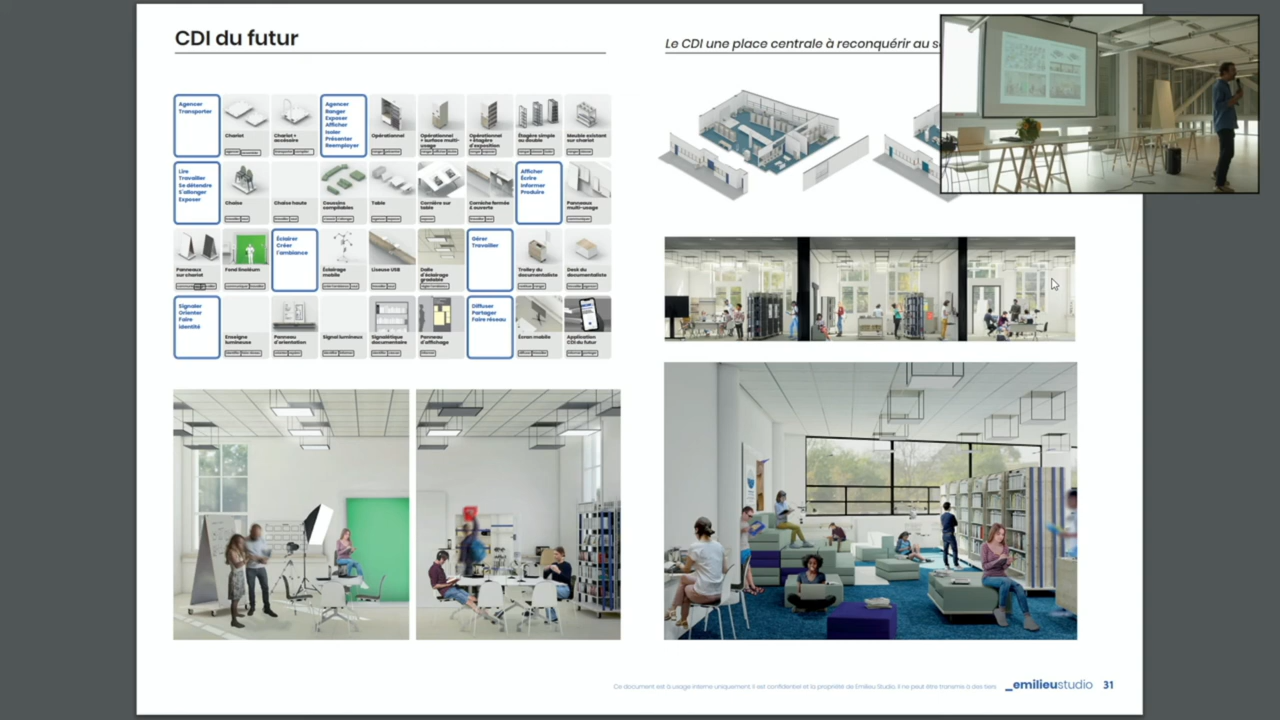 CDI du futur
Le CDI une place centrale à reconquérir au s
Agencer
Transporter
Chariot
Chariot +
accessoire
Agencer
Ranger
Exposer
Afficher
Isoler
Présenter
Réemployer
Opérationnel
Opérationnel
+ surface multi-
usage
Opérationnel
+ étagère
d'exposition
Étagère simple
ou double
Meuble existant
sur chariot
Lire
Travailler
Se détendre
S'allonger
Exposer
Chaise
Chaise haute
Coussins
empilables
Table
Cornière sur
table
Corniche fermée
& ouverte
Afficher
Écrire
Informer
Produire
Panneaux
multi-usage
Panneaux
sur chariot
Fond linoléum
Éclairer
Créer
l'ambiance
Éclairage
mobile
Liseuse USB
Dalle
d'éclairage
gradable
Gérer
Travailler
Trolley du
documentaliste
Desk du
documentaliste
Signaler
Orienter
Faire
identité
Enseigne
lumineuse
Panneau
d'orientation
Signal lumineux
Signalétique
documentaire
Panneau
d'affichage
Diffuser
Partager
Faire réseau
Écran mobile
Application
CDI du futur
Ce document est à usage interne uniquement. Il est confidentiel et la propriété de Emilieu Studio. Il ne peut être transmis à des tiers
_emilieustudio 31